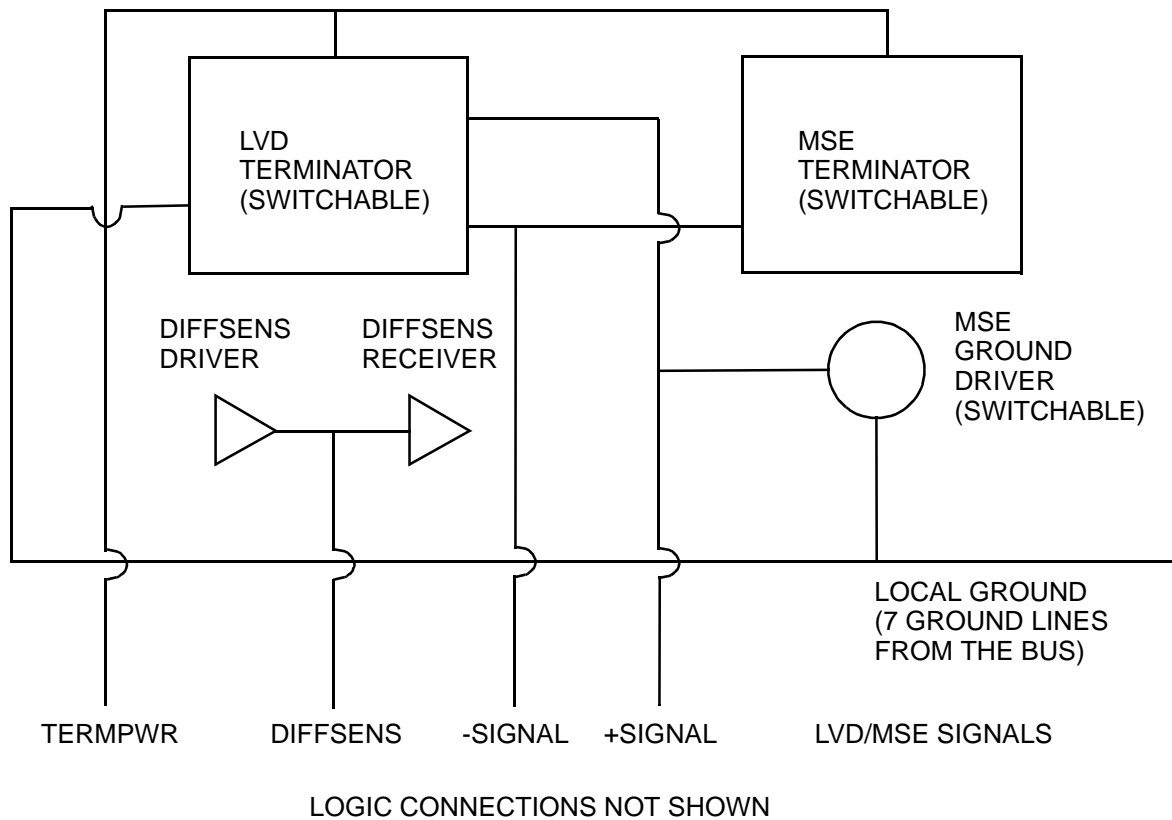 LVD
TERMINATOR
(SWITCHABLE)
MSE
TERMINATOR
(SWITCHABLE)
DIFFSENS
DRIVER
DIFFSENS
RECEIVER
MSE
GROUND
DRIVER
(SWITCHABLE)
LOCAL GROUND
(7 GROUND LINES
FROM THE BUS)
TERMPWR
DIFFSENS
-SIGNAL
+SIGNAL
LVD/MSE SIGNALS
LOGIC CONNECTIONS NOT SHOWN